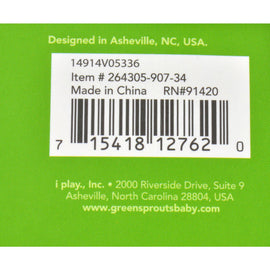 Designed in Asheville, NC, USA.
14914V05336
Item # 264305-907-34
Made in China RN#91420
7 15418 12762 0
i play., Inc. • 2000 Riverside Drive, Suite 9
Asheville, North Carolina 28804, USA
www.greensproutsbaby.com